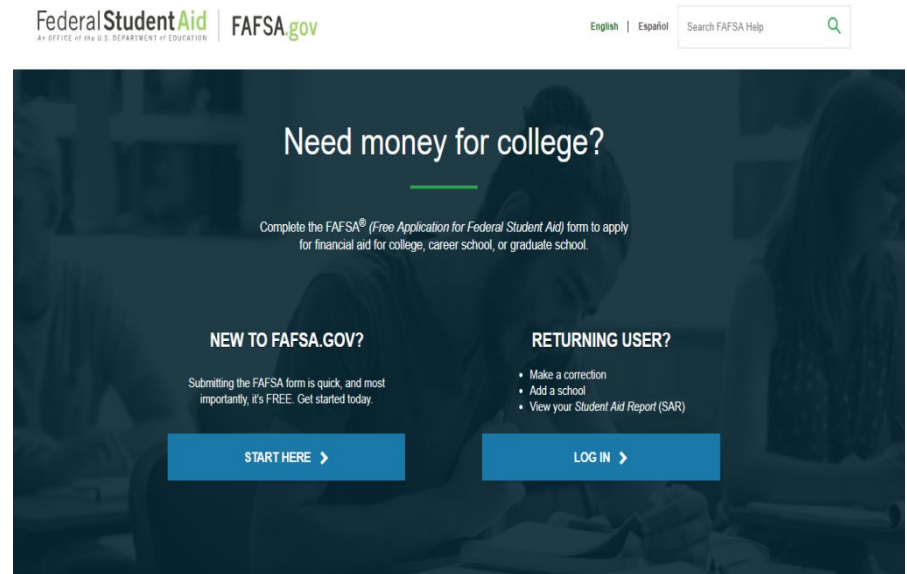 Federal Student Aid
An OFFICE of the U.S. DEPARTMENT of EDUCATION
FAFSA.gov
English | Español
Search FAFSA Help
Need money for college?
Complete the FAFSA® (Free Application for Federal Student Aid) form to apply
for financial aid for college, career school, or graduate school.
NEW TO FAFSA.GOV?
Submitting the FAFSA form is quick, and most
importantly, it's FREE. Get started today.
START HERE
RETURNING USER?
• Make a correction
• Add a school
• View your Student Aid Report (SAR)
LOG IN